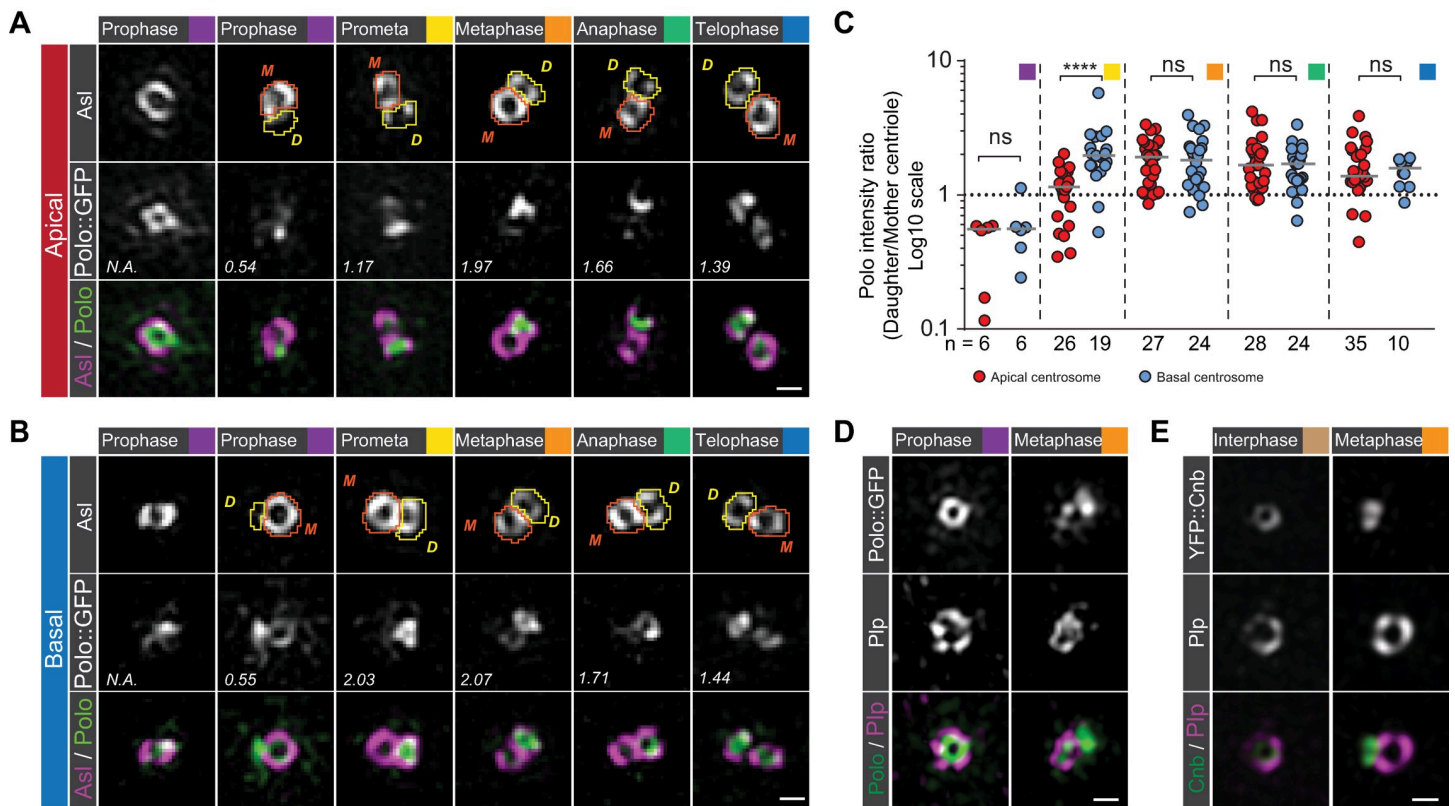 A
Prophase Prophase Prometa Metaphase Anaphase Telophase
Apical
Asl
M D M D D M D M D M
Polo::GFP
N.A. 0.54 1.17 1.97 1.66 1.39
Asl / Polo
B
Prophase Prophase Prometa Metaphase Anaphase Telophase
Basal
Asl
D M M D M D M D D M
Polo::GFP
N.A. 0.55 2.03 2.07 1.71 1.44
Asl / Polo
C
Polo intensity ratio
(Daughter/Mother centriole)
Log10 scale
10
1
0.1
ns **** ns ns ns
n = 6 6 26 19 27 24 28 24 35 10
Apical centrosome Basal centrosome
D
Prophase Metaphase
Polo::GFP
Plp
Polo / Plp
E
Interphase Metaphase
YFP::Cnb
Plp
Cnb / Plp